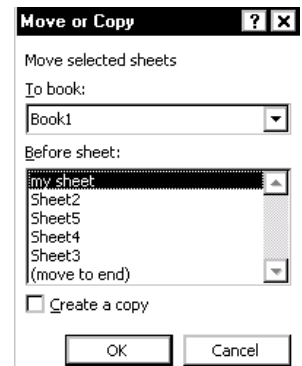 Move or Copy ? X
Move selected sheets
To book:
Book1
Before sheet:
my sheet
Sheet2
Sheet5
Sheet4
Sheet3
(move to end)
Create a copy
OK Cancel